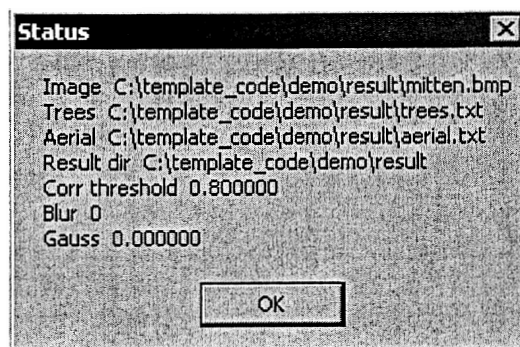 Status
Image C:\template_code\demo\result\mitten.bmp
Trees C:\template_code\demo\result\trees.txt
Aerial C:\template_code\demo\result\aerial.txt
Result dir C:\template_code\demo\result
Corr threshold 0.800000
Blur 0
Gauss 0.000000
OK